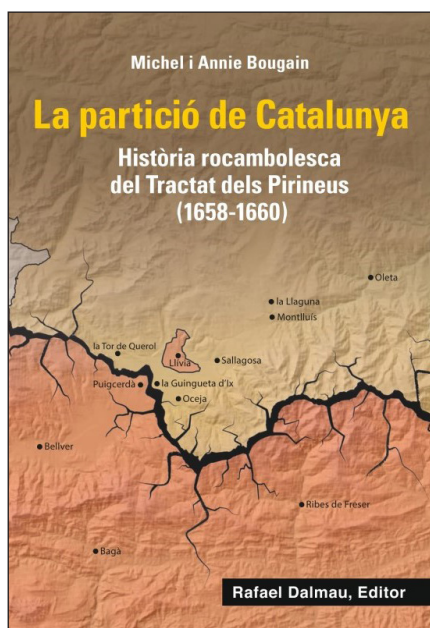 Michel i Annie Bougain
La partició de Catalunya
Història rocambolesca
del Tractat dels Pirineus
(1658-1660)
Oleta
la Llaguna
Montlluís
la Tor de Querol
Llívia
Sallagosa
Puigcerdà
la Guingueta d'Ix
Oceja
Bellver
Ribes de Freser
Bagà
Rafael Dalmau, Editor